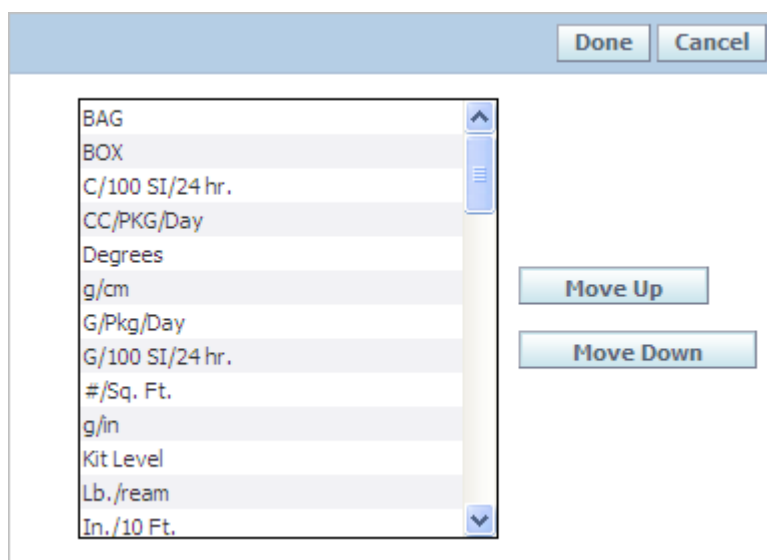 Done Cancel
BAG
BOX
C/100 SI/24 hr.
CC/PKG/Day
Degrees
g/cm
G/Pkg/Day
G/100 SI/24 hr.
#/Sq. Ft.
g/in
Kit Level
Lb./ream
In./10 Ft.
Move Up
Move Down